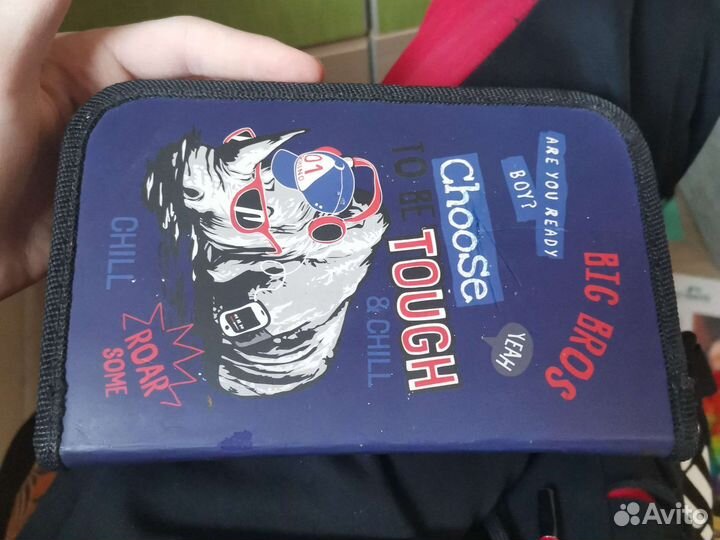 ARE YOU READY
BOY?
BIG BROS
Choose
TO BE
TOUGH
YEAH
CHILL
& CHILL
ROAR
SOME
01
Avito